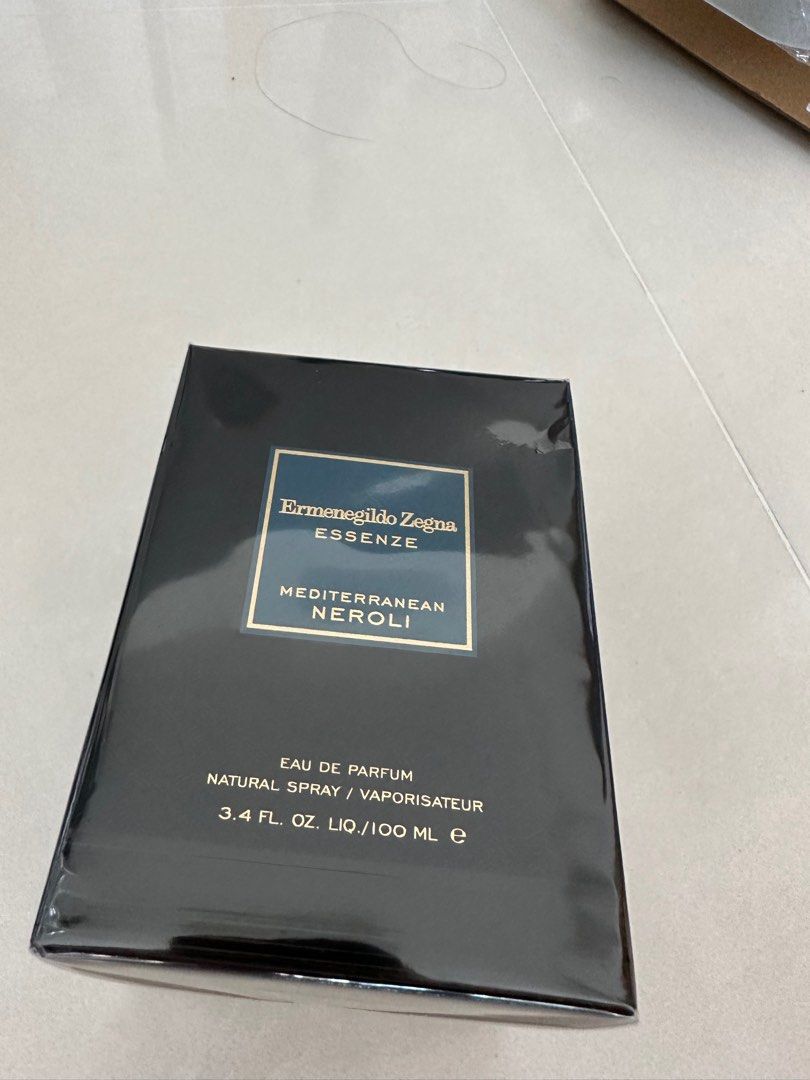 Ermenegildo Zegna
ESSENZE
MEDITERRANEAN
NEROLI
EAU DE PARFUM
NATURAL SPRAY / VAPORISATEUR
3.4 FL. OZ. LIQ./100 ML ℮